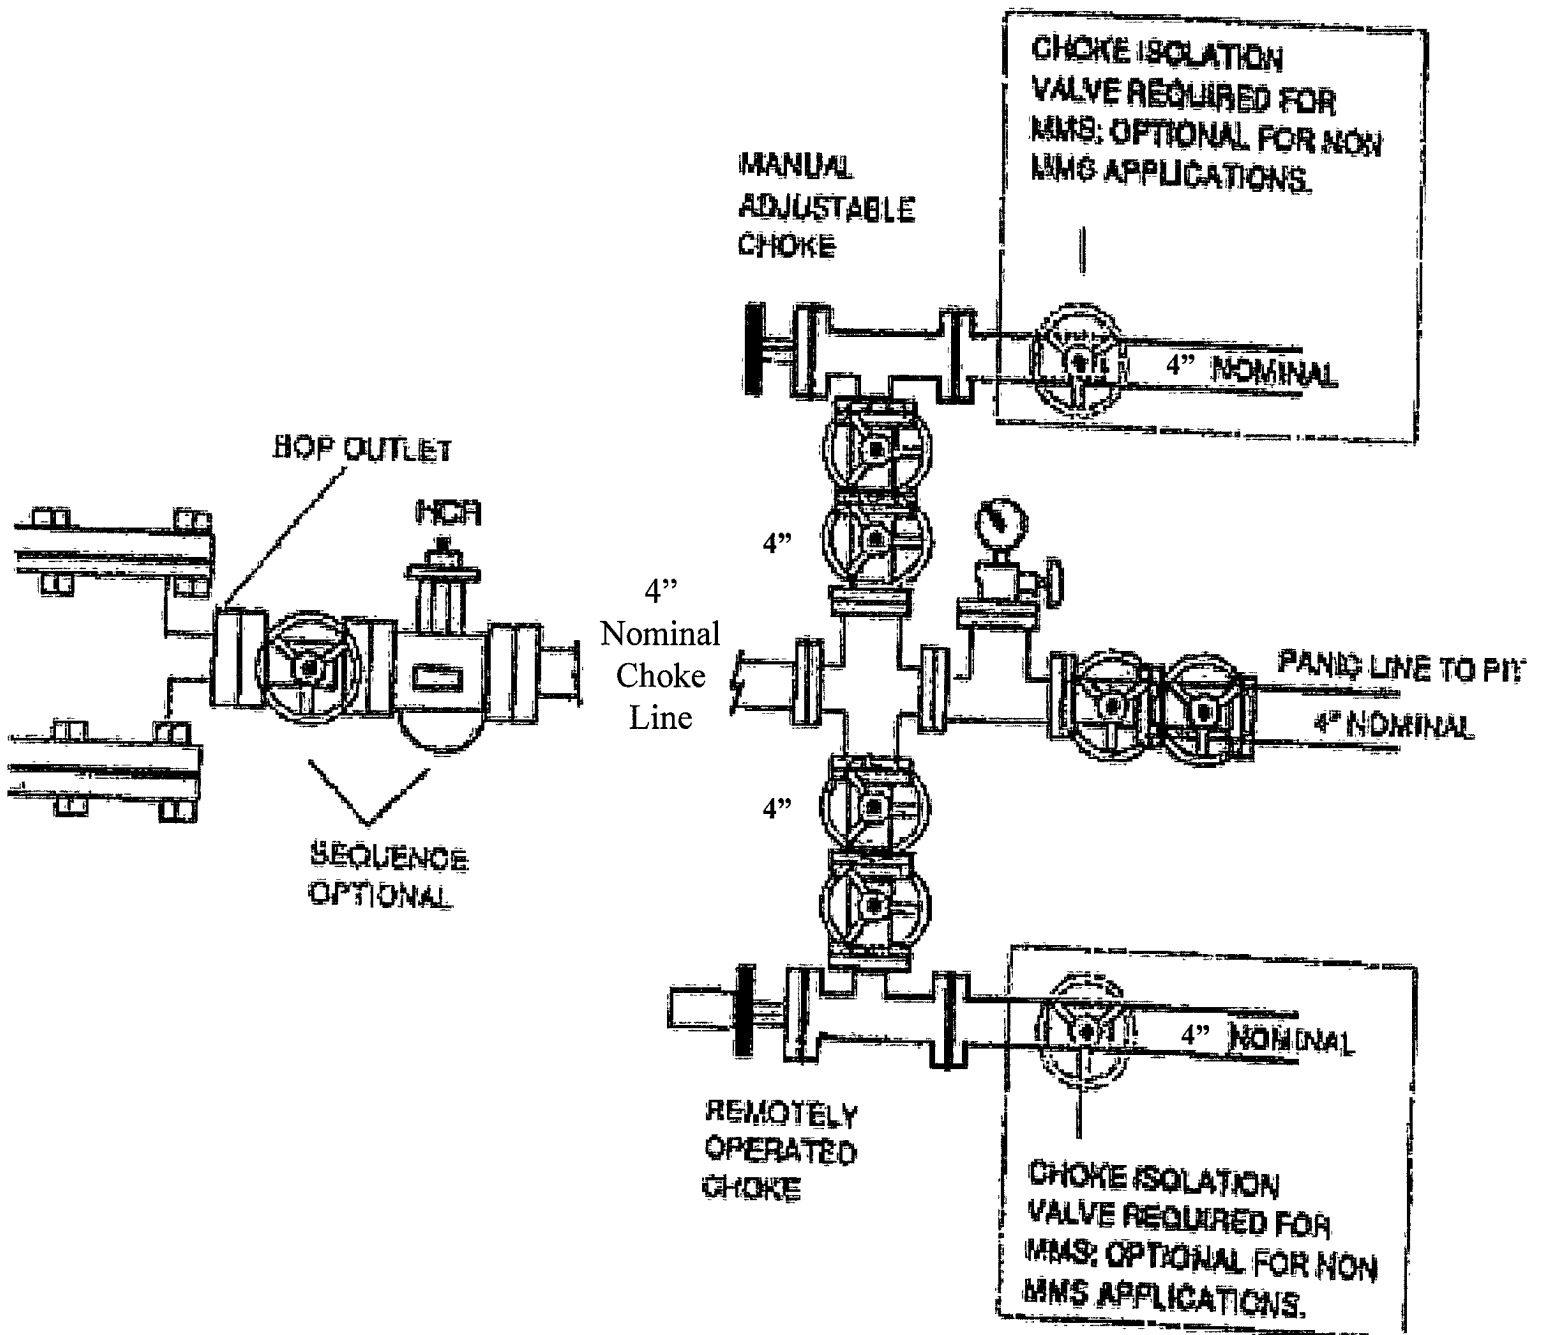 CHOKE ISOLATION
VALVE REQUIRED FOR
MMS: OPTIONAL FOR NON
MMS APPLICATIONS.
MANUAL
ADJUSTABLE
CHOKE
4” NOMINAL
BOP OUTLET
HCR
4”
4”
Nominal
Choke
Line
PANIC LINE TO PIT
4" NOMINAL
4”
SEQUENCE
OPTIONAL
4” NOMINAL
REMOTELY
OPERATED
CHOKE
CHOKE ISOLATION
VALVE REQUIRED FOR
MMS: OPTIONAL FOR NON
MMS APPLICATIONS.